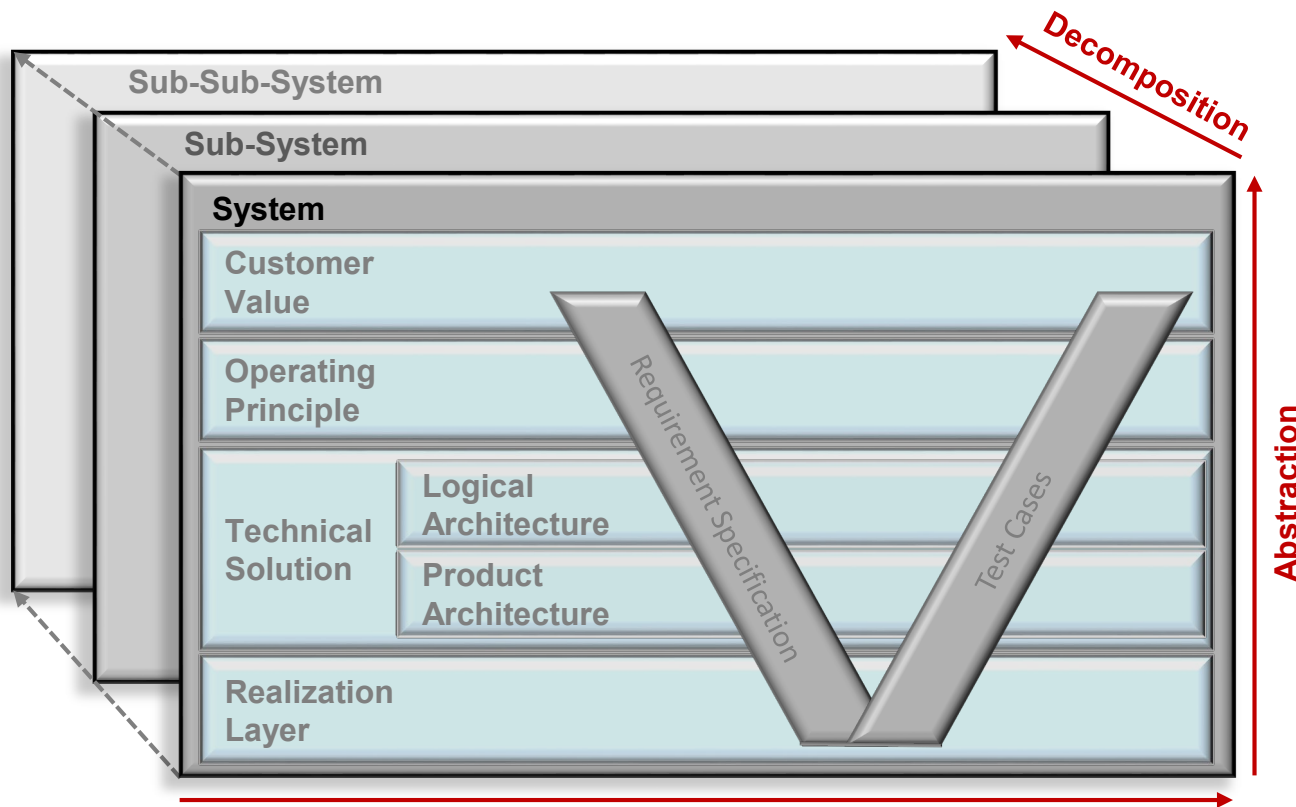 Decomposition
Sub-Sub-System
Sub-System
System
Customer
Value
Operating
Principle
Technical
Solution
Logical
Architecture
Product
Architecture
Realization
Layer
Requirement Specification
Test Cases
Abstraction